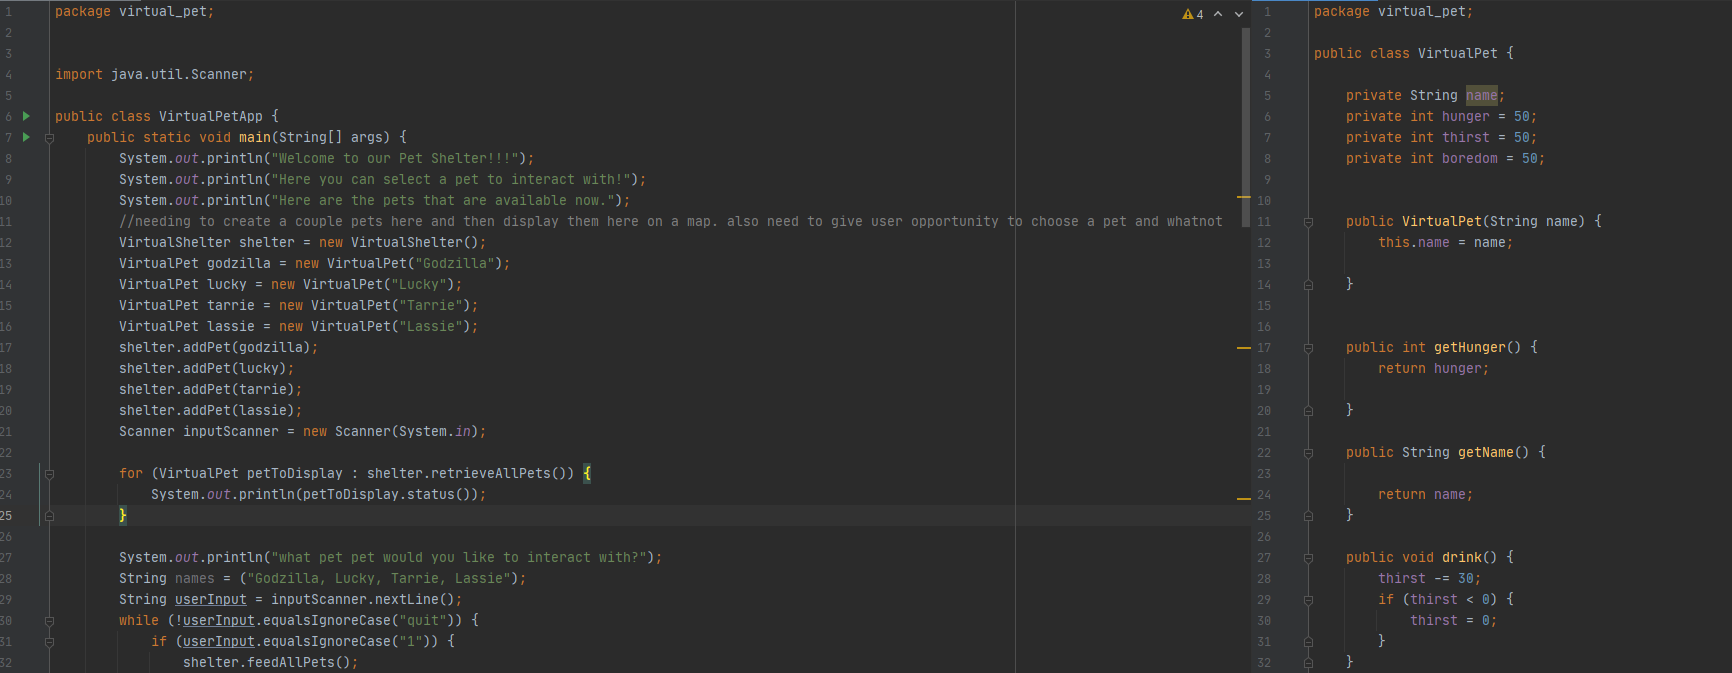 1 package virtual_pet;
2
3
4 import java.util.Scanner;
5
6 public class VirtualPetApp {
7 public static void main(String[] args) {
8 System.out.println("Welcome to our Pet Shelter!!!");
9 System.out.println("Here you can select a pet to interact with!");
10 System.out.println("Here are the pets that are available now.");
11 //needing to create a couple pets here and then display them here on a map. also need to give user opportunity to choose a pet and whatnot
12 VirtualShelter shelter = new VirtualShelter();
13 VirtualPet godzilla = new VirtualPet("Godzilla");
14 VirtualPet lucky = new VirtualPet("Lucky");
15 VirtualPet tarrie = new VirtualPet("Tarrie");
16 VirtualPet lassie = new VirtualPet("Lassie");
17 shelter.addPet(godzilla);
18 shelter.addPet(lucky);
19 shelter.addPet(tarrie);
20 shelter.addPet(lassie);
21 Scanner inputScanner = new Scanner(System.in);
22
23 for (VirtualPet petToDisplay : shelter.retrieveAllPets()) {
24 System.out.println(petToDisplay.status());
25 }
26
27 System.out.println("what pet pet would you like to interact with?");
28 String names = ("Godzilla, Lucky, Tarrie, Lassie");
29 String userInput = inputScanner.nextLine();
30 while (!userInput.equalsIgnoreCase("quit")) {
31 if (userInput.equalsIgnoreCase("1")) {
32 shelter.feedAllPets();
4
1 package virtual_pet;
2
3 public class VirtualPet {
4
5 private String name;
6 private int hunger = 50;
7 private int thirst = 50;
8 private int boredom = 50;
9
10
11 public VirtualPet(String name) {
12 this.name = name;
13
14 }
15
16
17 public int getHunger() {
18 return hunger;
19
20 }
21
22 public String getName() {
23
24 return name;
25 }
26
27 public void drink() {
28 thirst -= 30;
29 if (thirst < 0) {
30 thirst = 0;
31 }
32 }